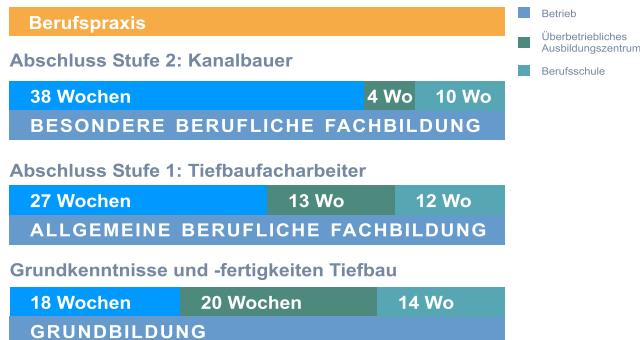 Berufspraxis
Betrieb
Überbetriebliches
Ausbildungszentrum
Berufsschule
Abschluss Stufe 2: Kanalbauer
38 Wochen 4 Wo 10 Wo
BESONDERE BERUFLICHE FACHBILDUNG
Abschluss Stufe 1: Tiefbaufacharbeiter
27 Wochen 13 Wo 12 Wo
ALLGEMEINE BERUFLICHE FACHBILDUNG
Grundkenntnisse und -fertigkeiten Tiefbau
18 Wochen 20 Wochen 14 Wo
GRUNDBILDUNG